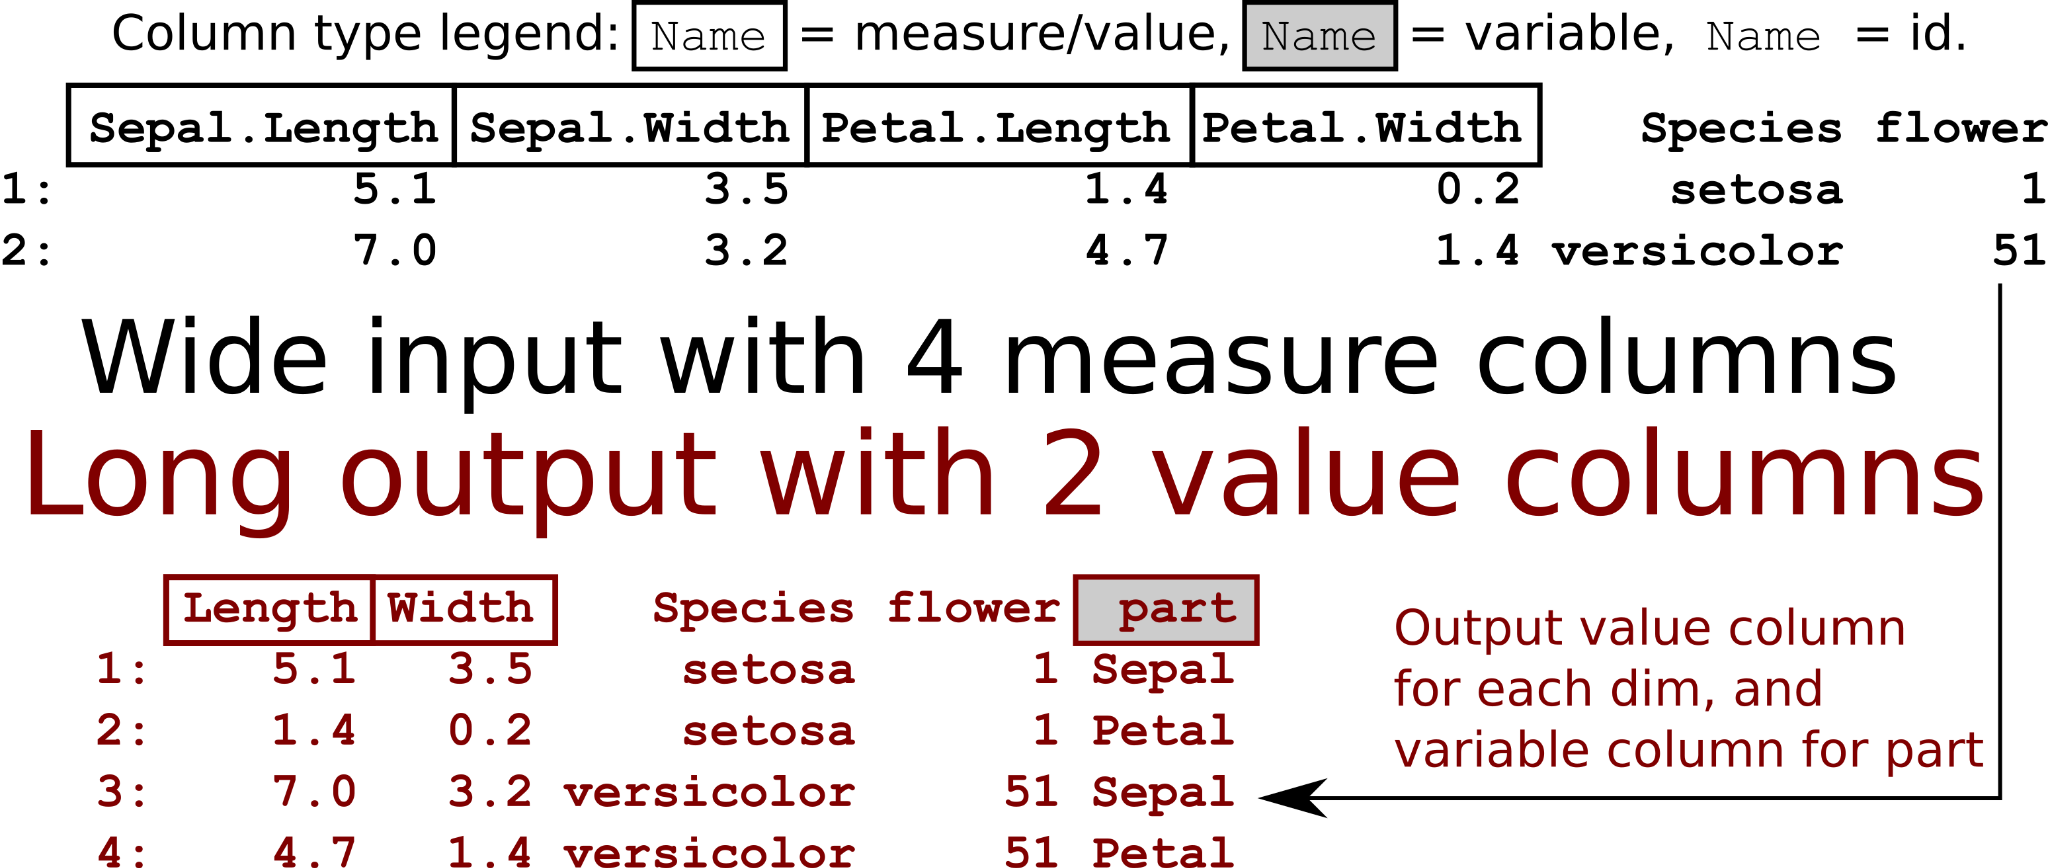 Column type legend: Name = measure/value, Name = variable, Name = id.
Sepal.Length Sepal.Width Petal.Length Petal.Width Species flower
1: 5.1 3.5 1.4 0.2 setosa 1
2: 7.0 3.2 4.7 1.4 versicolor 51
Wide input with 4 measure columns
Long output with 2 value columns
Length Width Species flower part
1: 5.1 3.5 setosa 1 Sepal
2: 1.4 0.2 setosa 1 Petal
3: 7.0 3.2 versicolor 51 Sepal
4: 4.7 1.4 versicolor 51 Petal
Output value column
for each dim, and
variable column for part